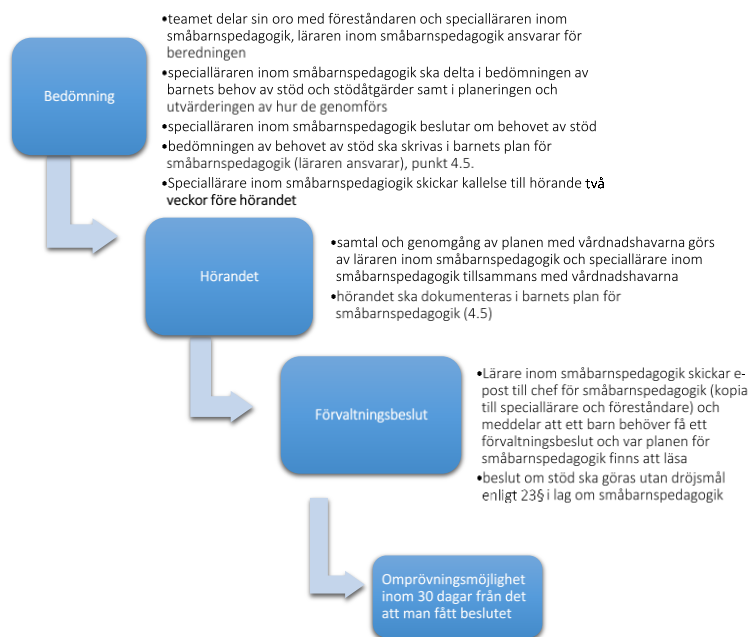 •teamet delar sin oro med föreståndaren och specialläraren inom
småbarnspedagogik, läraren inom småbarnspedagogik ansvarar för
beredningen
•specialläraren inom småbarnspedagogik ska delta i bedömningen av
barnets behov av stöd och stödåtgärder samt i planeringen och
utvärderingen av hur de genomförs
•specialläraren inom småbarnspedagogik beslutar om behovet av stöd
•bedömningen av behovet av stöd ska skrivas i barnets plan för
småbarnspedagogik (läraren ansvarar), punkt 4.5.
•Speciallärare inom småbarnspedagiogik skickar kallelse till hörande två
veckor före hörandet
Bedömning
•samtal och genomgång av planen med vårdnadshavarna görs
av läraren inom småbarnspedagogik och speciallärare inom
småbarnspedagogik tillsammans med vårdnadshavarna
•hörandet ska dokumenteras i barnets plan för
småbarnspedagogik (4.5)
Hörandet
•Lärare inom småbarnspedagogik skickar e-
post till chef för småbarnspedagogik (kopia
till speciallärare och föreståndare) och
meddelar att ett barn behöver få ett
förvaltningsbeslut och var planen för
småbarnspedagogik finns att läsa
•beslut om stöd ska göras utan dröjsmål
enligt 23§ i lag om småbarnspedagogik
Förvaltningsbeslut
Omprövningsmöjlighet
inom 30 dagar från det
att man fått beslutet